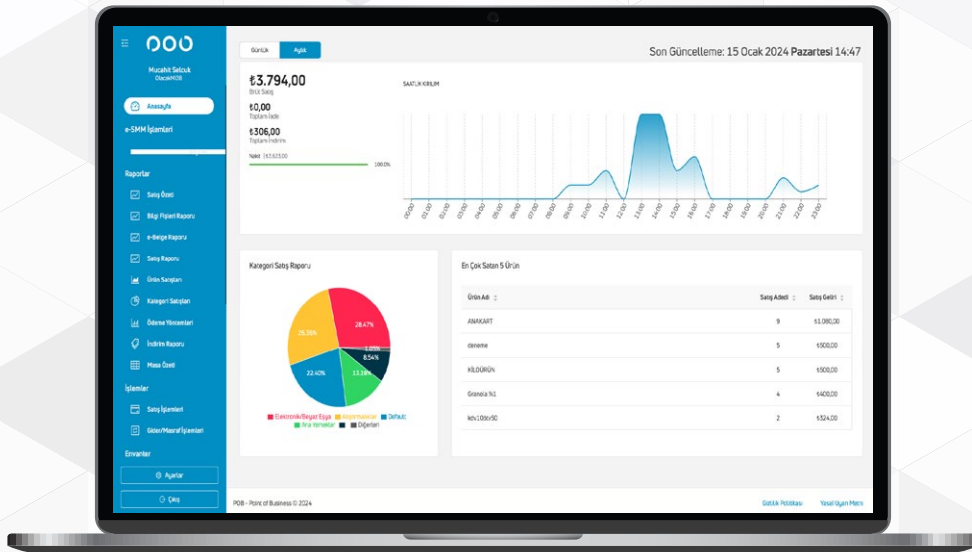 Mucahit Selcuk
OlacakMOB
Anasayfa
e-SMM İşlemleri
Raporlar
Satış Özeti
Bilgi Fişleri Raporu
e-Belge Raporu
Satış Raporu
Ürün Satışları
Kategori Satışları
Ödeme Yöntemleri
İndirim Raporu
Masa Özeti
İşlemler
Satış İşlemleri
Gider/Masraf İşlemleri
Envanter
Ayarlar
Çıkış
Günlük
Aylık
Son Güncelleme: 15 Ocak 2024 Pazartesi 14:47
₺3.794,00
Brüt Satış
₺0,00
Toplam İade
₺306,00
Toplam İndirim
Nakit
100.0%
SAATLİK KIRILIM
00:00 01:00 02:00 03:00 04:00 05:00 06:00 07:00 08:00 09:00 10:00 11:00 12:00 13:00 14:00 15:00 16:00 17:00 18:00 19:00 20:00 21:00 22:00 23:00
Kategori Satış Raporu
28.47%
8.54%
22.40%
Elektronik/Beyaz Eşya Atıştırmalıklar Default
Ana Yemekler Diğerleri
En Çok Satan 5 Ürün
Ürün Adı Satış Adedi Satış Geliri
ANAKART 9 ₺1.080,00
deneme 5 ₺500,00
KİLOÜRÜN 5 ₺500,00
Granola %1 4 ₺400,00
2 ₺324,00
POB - Point of Business © 2024
Gizlilik Politikası Yasal Uyarı Metni